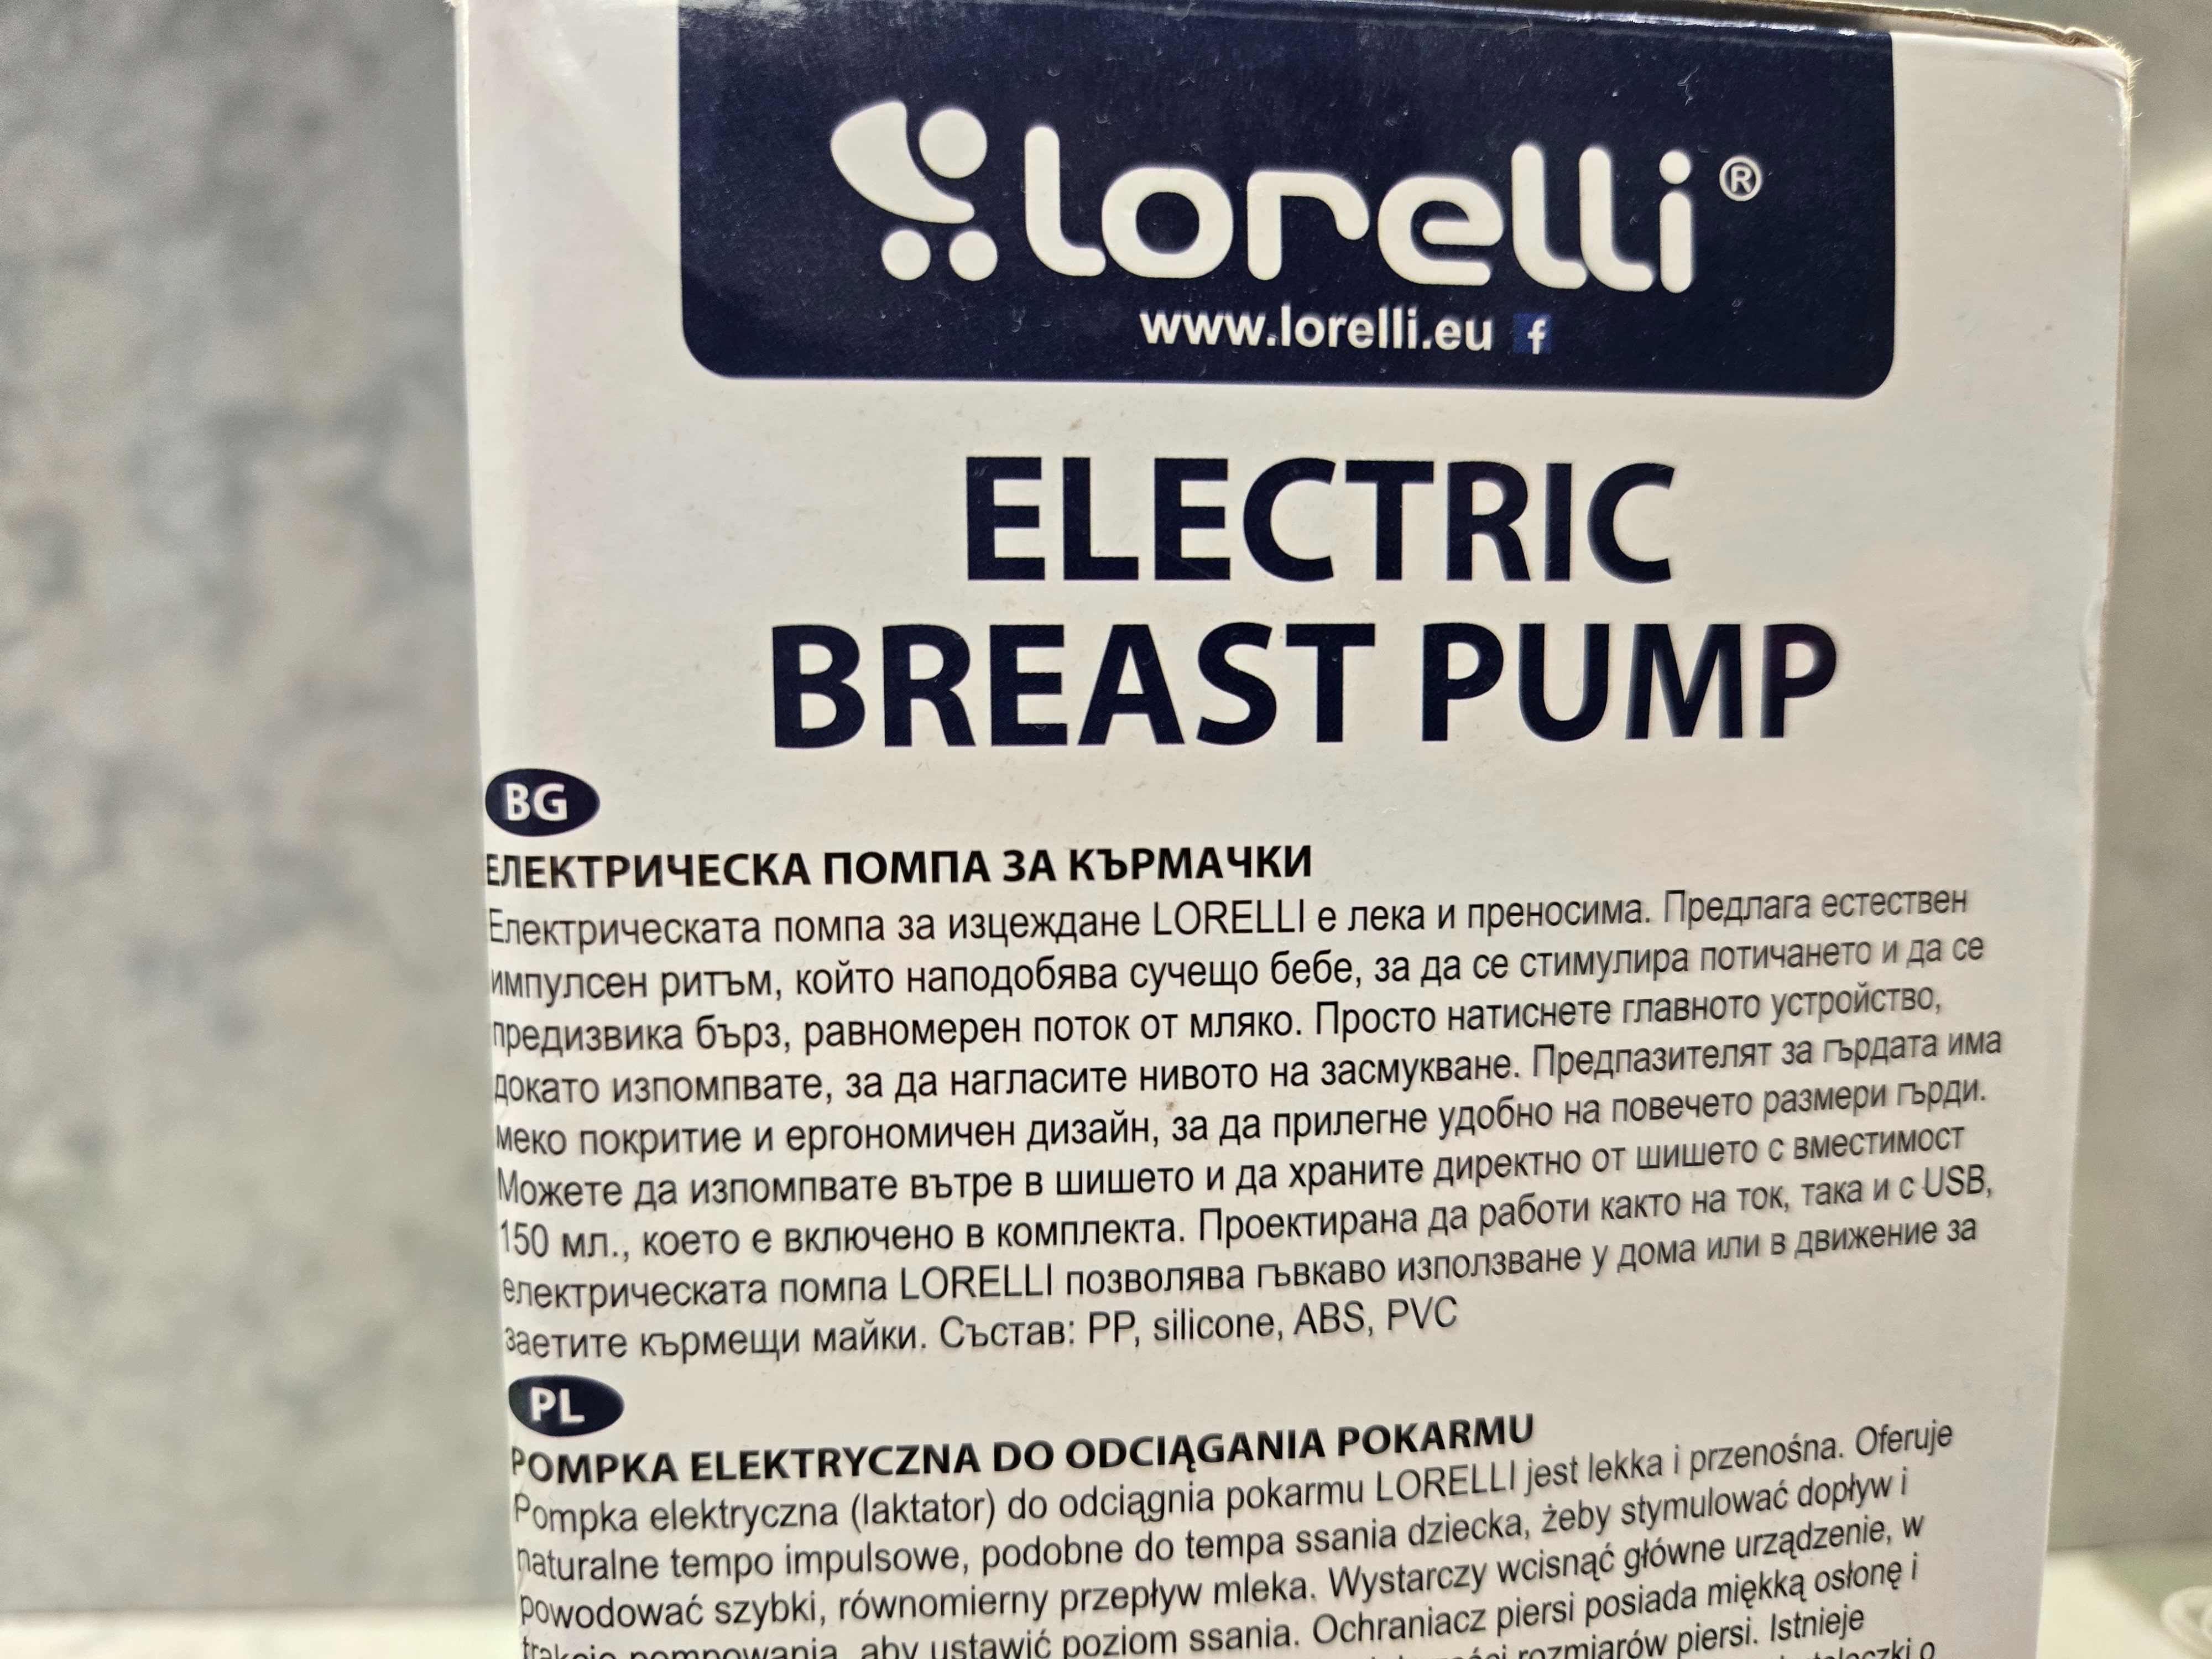 lorelli®
www.lorelli.eu f
ELECTRIC
BREAST PUMP
BG
ЕЛЕКТРИЧЕСКА ПОМПА ЗА КЪРМАЧКИ
Електрическата помпа за изцеждане LORELLI е лека и преносима. Предлага естествен
импулсен ритъм, който наподобява сучещо бебе, за да се стимулира потичането и да се
предизвика бърз, равномерен поток от мляко. Просто натиснете главното устройство,
докато изпомпвате, за да нагласите нивото на засмукване. Предпазителят за гърдата има
меко покритие и ергономичен дизайн, за да прилегне удобно на повечето размери гърди.
Можете да изпомпвате вътре в шишето и да храните директно от шишето с вместимост
150 мл., което е включено в комплекта. Проектирана да работи както на ток, така и с USB,
електрическата помпа LORELLI позволява гъвкаво използване у дома или в движение за
заетите кърмещи майки. Състав: PP, silicone, ABS, PVC
PL
POMPKA ELEKTRYCZNA DO ODCIĄGANIA POKARMU
Pompka elektryczna (laktator) do odciągnia pokarmu LORELLI jest lekka i przenośna. Oferuje
naturalne tempo impulsowe, podobne do tempa ssania dziecka, żeby stymulować dopływ i
powodować szybki, równomierny przepływ mleka. Wystarczy wcisnąć główne urządzenie, w
trakcie pompowania, aby ustawić poziom ssania. Ochraniacz piersi posiada miękką osłonę i
rozmiarów piersi. Istnieje